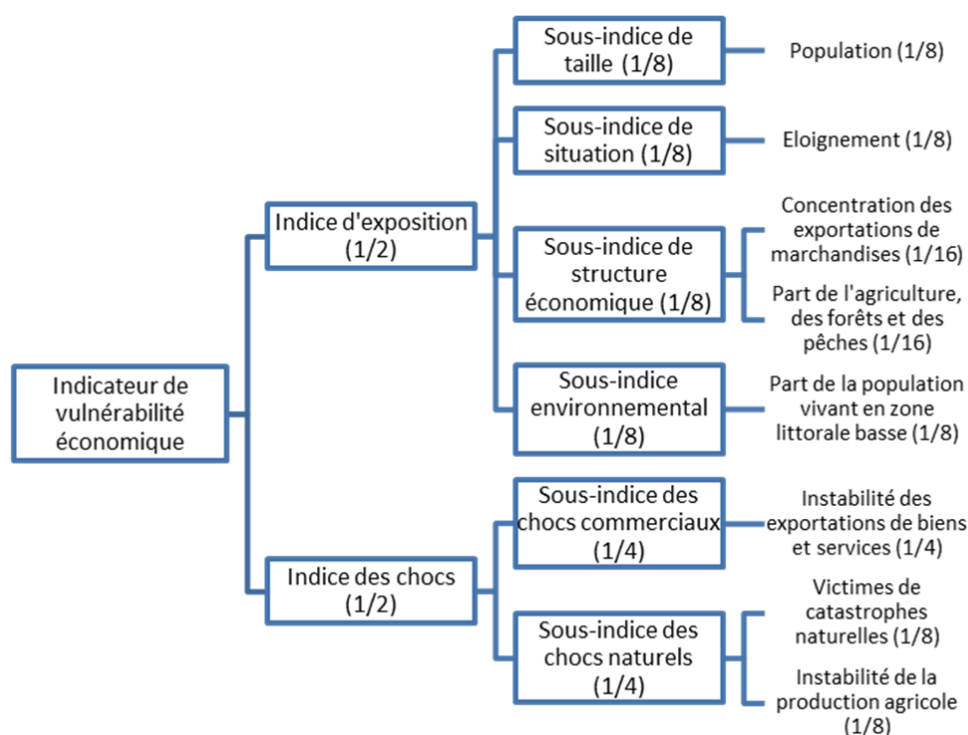 Sous-indice de
taille (1/8)
Population (1/8)
Sous-indice de
situation (1/8)
Eloignement (1/8)
Indice d'exposition
(1/2)
Concentration des
exportations de
marchandises (1/16)
Sous-indice de
structure
économique (1/8)
Part de l'agriculture,
des forêts et des
pêches (1/16)
Indicateur de
vulnérabilité
économique
Sous-indice
environnemental
(1/8)
Part de la population
vivant en zone
littorale basse (1/8)
Sous-indice des
chocs commerciaux
(1/4)
Instabilité des
exportations de biens
et services (1/4)
Indice des chocs
(1/2)
Victimes de
catastrophes
naturelles (1/8)
Sous-indice des
chocs naturels
(1/4)
Instabilité de la
production agricole
(1/8)